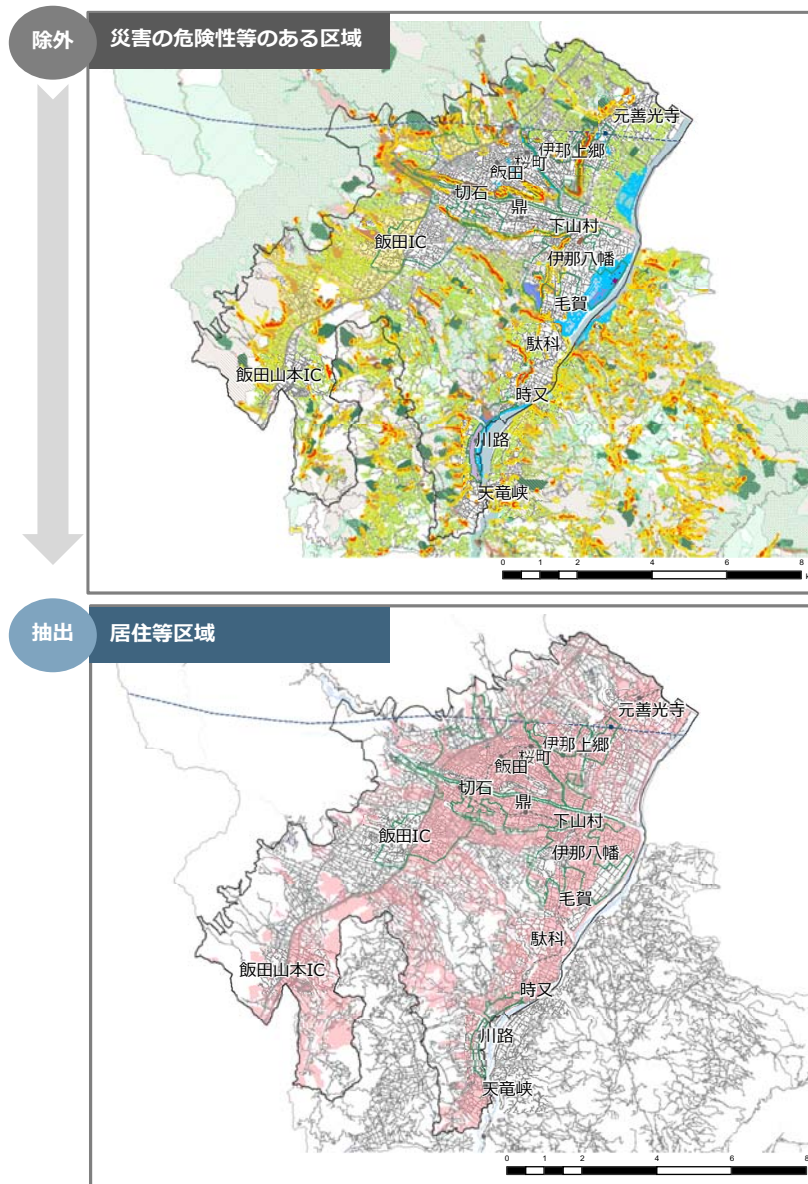 除外
災害の危険性等のある区域
元善光寺
伊那上郷
桜町
飯田
切石
鼎
下山村
飯田IC
伊那八幡
毛賀
駄科
飯田山本IC
時又
川路
天竜峡
0 1 2 4 6 8
抽出
居住等区域
元善光寺
伊那上郷
桜町
飯田
切石
鼎
下山村
飯田IC
伊那八幡
毛賀
駄科
飯田山本IC
時又
川路
天竜峡
0 1 2 4 6 8